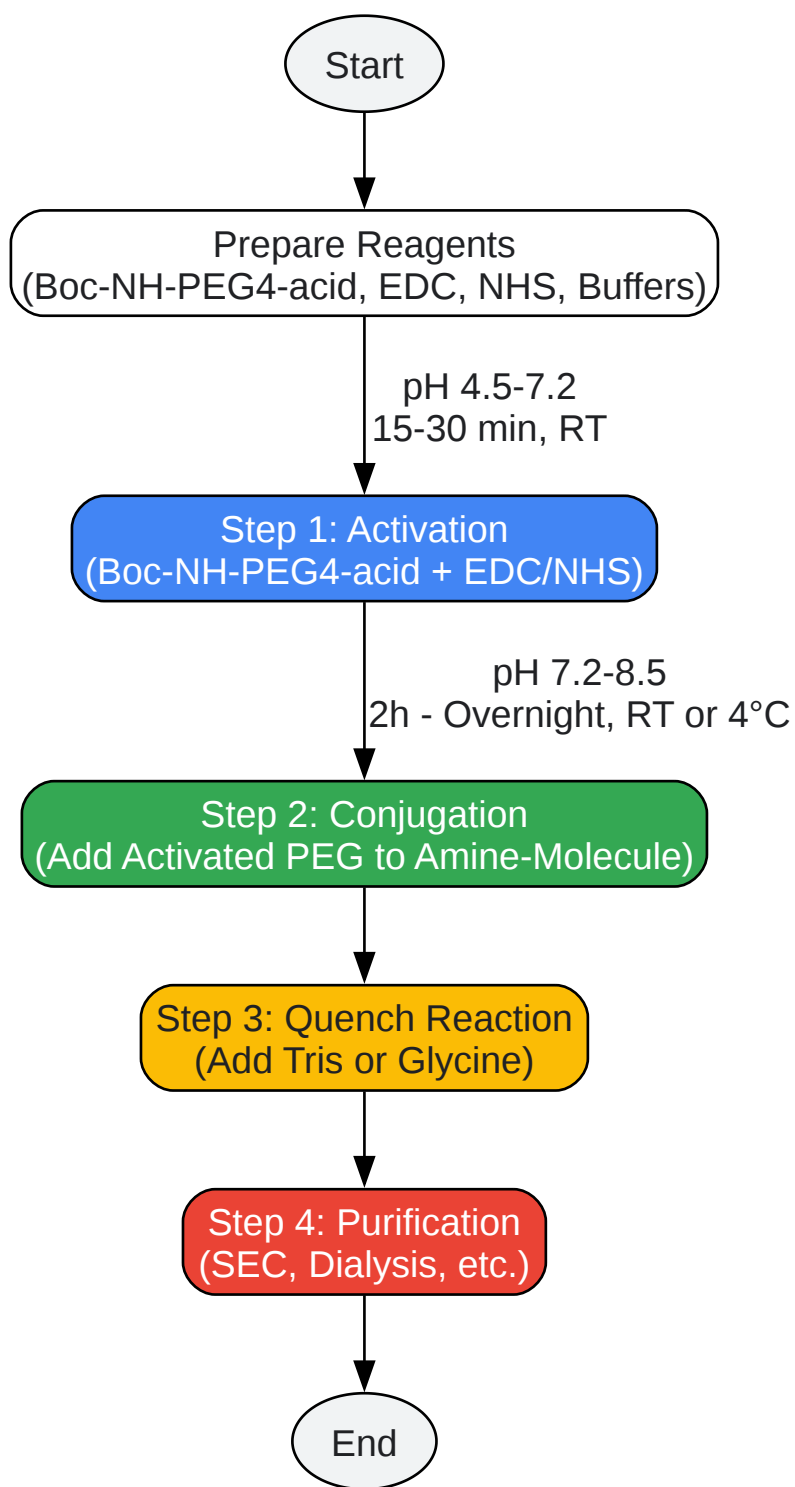 Start
Prepare Reagents
(Boc-NH-PEG4-acid, EDC, NHS, Buffers)
pH 4.5-7.2
15-30 min, RT
Step 1: Activation
(Boc-NH-PEG4-acid + EDC/NHS)
pH 7.2-8.5
2h - Overnight, RT or 4°C
Step 2: Conjugation
(Add Activated PEG to Amine-Molecule)
Step 3: Quench Reaction
(Add Tris or Glycine)
Step 4: Purification
(SEC, Dialysis, etc.)
End